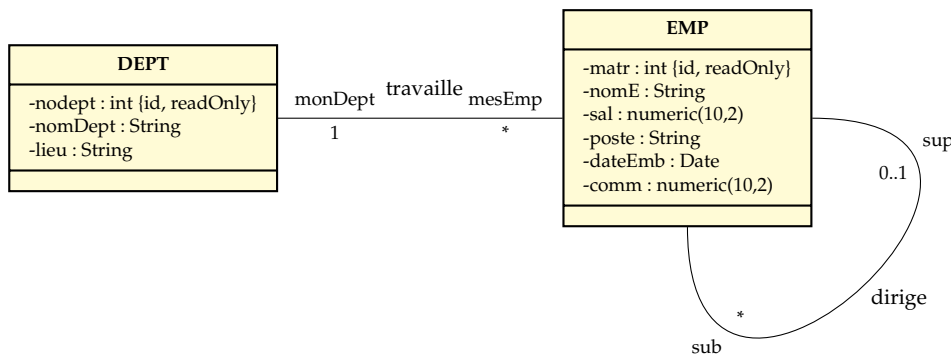 DEPT
-nodept : int {id, readOnly}
-nomDept : String
-lieu : String
monDept
travaille
mesEmp
1
*
EMP
-matr : int {id, readOnly}
-nomE : String
-sal : numeric(10,2)
-poste : String
-dateEmb : Date
-comm : numeric(10,2)
sup
0..1
dirige
*
sub